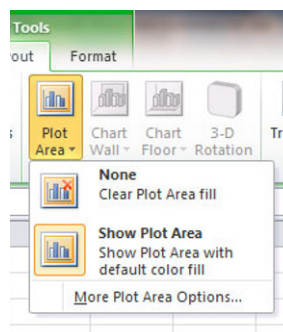 Tools
out Format
Plot Area
Chart Wall
Chart Floor
3-D Rotation
Tr
None
Clear Plot Area fill
Show Plot Area
Show Plot Area with
default color fill
More Plot Area Options...